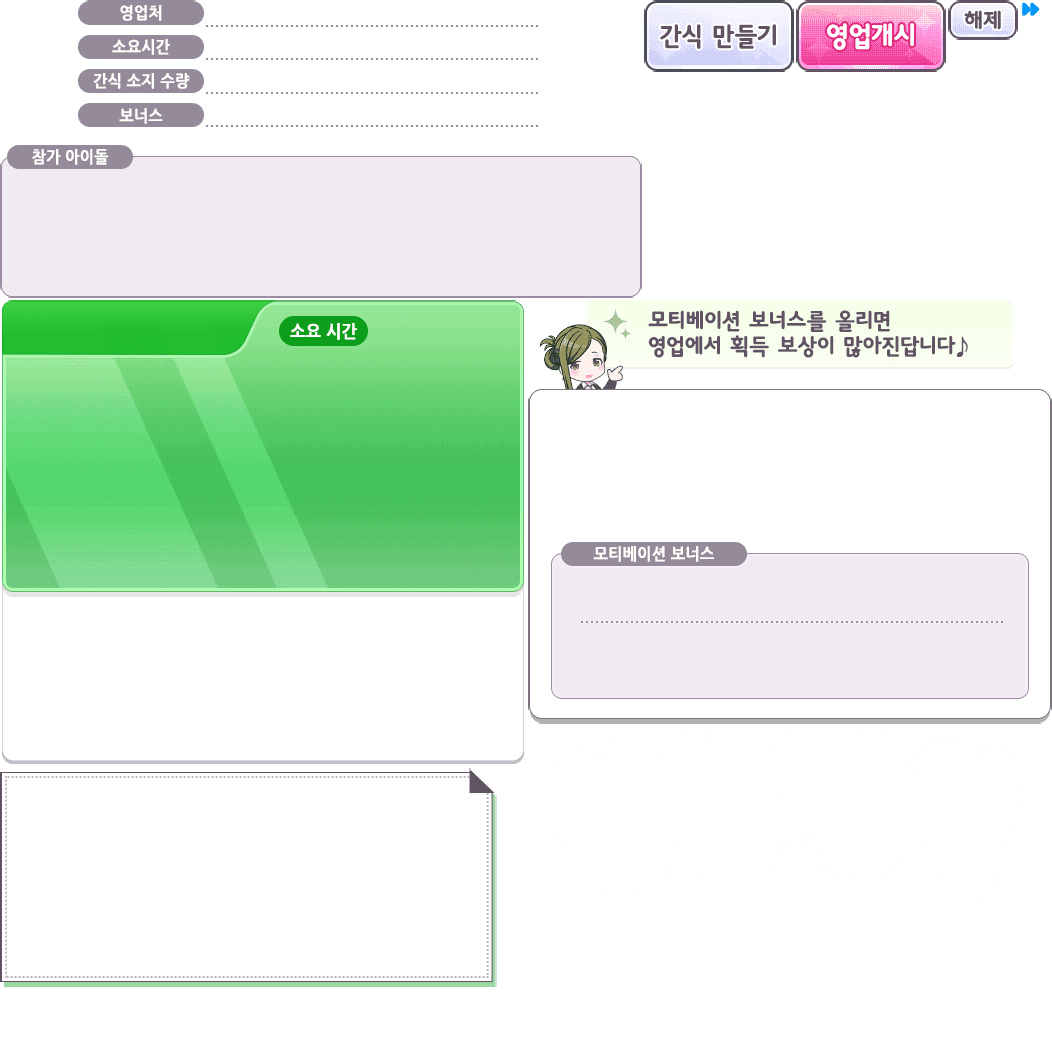 영업처
소요시간
간식 소지 수량
보너스
간식 만들기
영업개시
해제
참가 아이돌
소요 시간
모티베이션 보너스를 올리면
영업에서 획득 보상이 많아진답니다♪
모티베이션 보너스